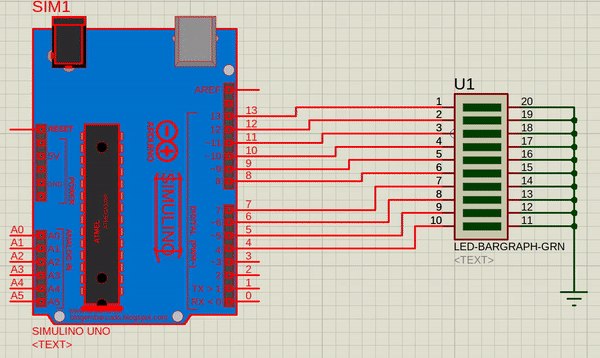 SIM1
AREF
13
12
~11
~10
~9
8
7
~6
~5
4
~3
2
TX > 1
RX < 0
RESET
5V
GND
POWER
A0
A1
A2
A3
A4
A5
ANALOG IN
ATMEL
ARDUINO
SIMULINO
13
12
11
10
9
8
7
6
5
4
3
2
1
0
A0
A1
A2
A3
A4
A5
SIMULINO UNO
<TEXT>
U1
1
2
3
4
5
6
7
8
9
10
20
19
18
17
16
15
14
13
12
11
LED-BARGRAPH-GRN
<TEXT>